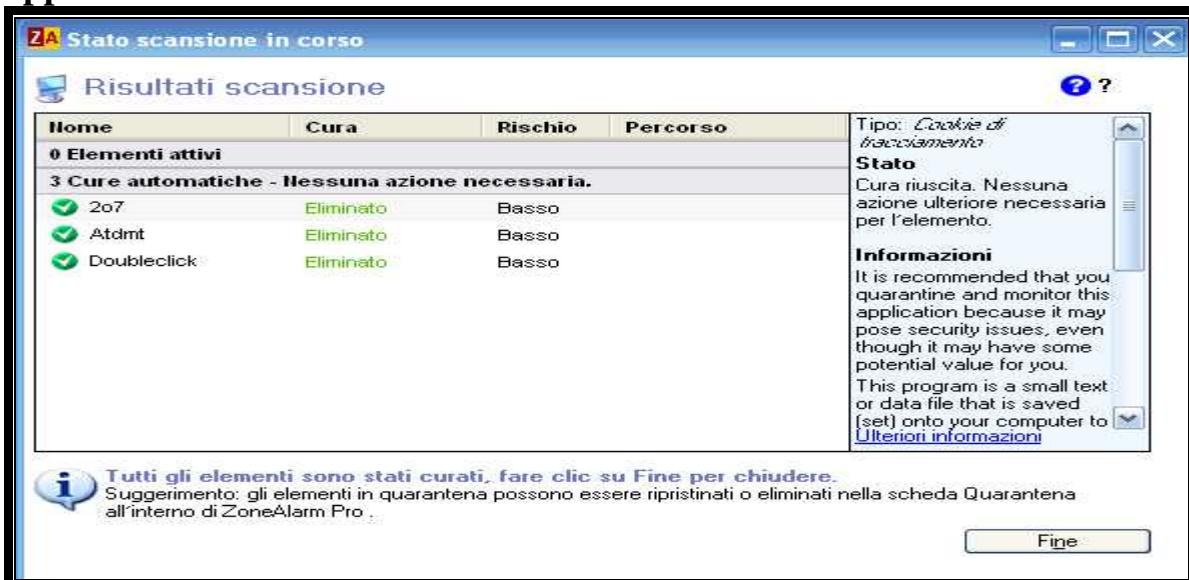 ZA Stato scansione in corso
Risultati scansione
?
?
Nome Cura Rischio Percorso
0 Elementi attivi
3 Cure automatiche - Nessuna azione necessaria.
2o7 Eliminato Basso
Atdmt Eliminato Basso
Doubleclick Eliminato Basso
Tipo: Cookie di
tracciamento
Stato
Cura riuscita. Nessuna
azione ulteriore necessaria
per l'elemento.
Informazioni
It is recommended that you
quarantine and monitor this
application because it may
pose security issues, even
though it may have some
potential value for you.
This program is a small text
or data file that is saved
(set) onto your computer to
Ulteriori informazioni
Tutti gli elementi sono stati curati, fare clic su Fine per chiudere.
Suggerimento: gli elementi in quarantena possono essere ripristinati o eliminati nella scheda Quarantena
all'interno di ZoneAlarm Pro .
Fine